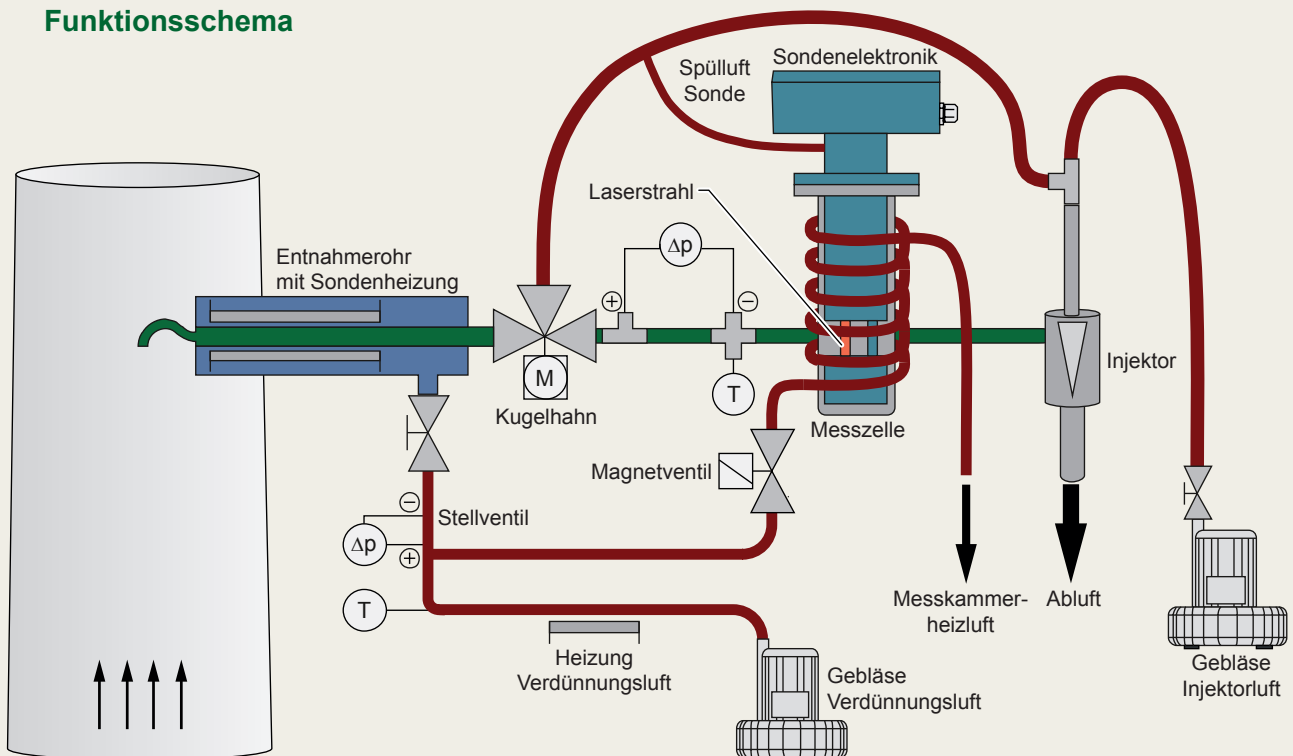 Funktionsschema
Sondenelektronik
Spülluft
Sonde
Laserstrahl
Entnahmerohr
mit Sondenheizung
Δp
+
−
M
T
Kugelhahn
Messzelle
Injektor
Magnetventil
−
Stellventil
Δp
+
T
Messkammer-
heizluft
Abluft
Heizung
Verdünnungsluft
Gebläse
Verdünnungsluft
Gebläse
Injektorluft